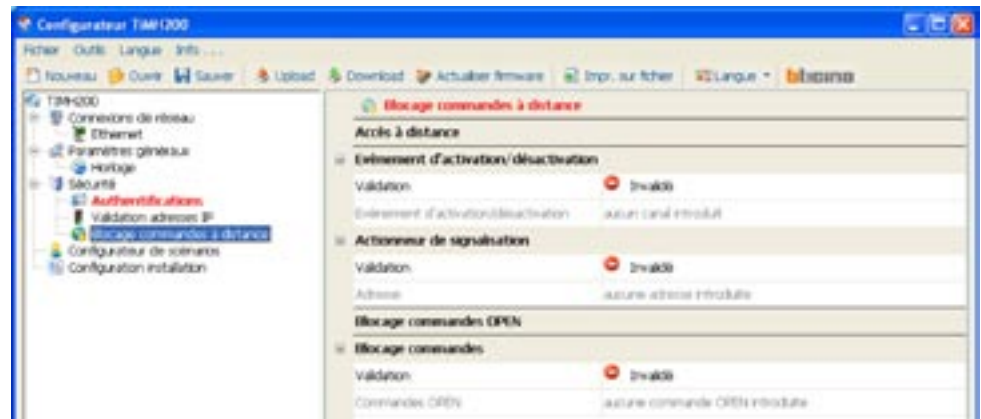 Configurateur TiMH200
Fichier Outils Langue Info ...
Nouveau Ouvrir Sauver Upload Download Actualiser firmware Impr. sur fichier Langue bticino
TiMH200
Connexions de réseau
Ethernet
Paramètres généraux
Horloge
Sécurité
Authentifications
Validation adresses IP
Blocage commandes à distance
Configurateur de scénarios
Configuration installation
Blocage commandes à distance
Accès à distance
Evénement d'activation/désactivation
Validation Invalidé
Evénement d'activation/désactivation aucun canal introduit
Actionneur de signalisation
Validation Invalidé
Adresse aucune adresse introduite
Blocage commandes OPEN
Blocage commandes
Validation Invalidé
Commandes OPEN aucune commande OPEN introduite